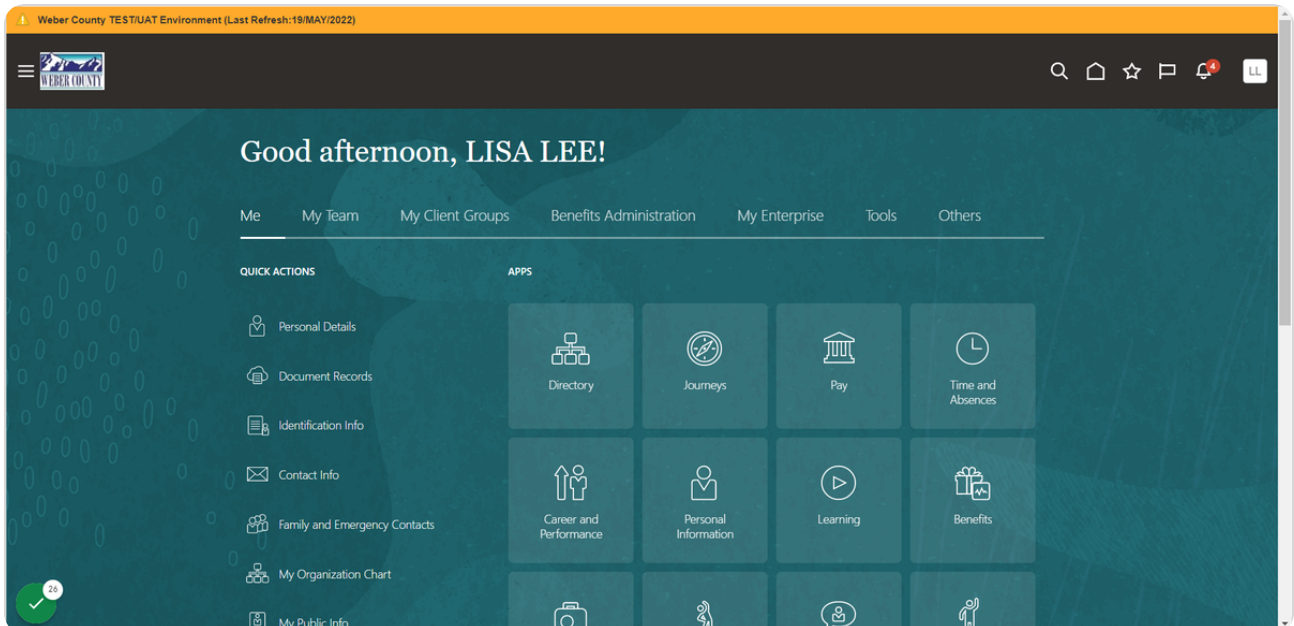 Weber County TEST/UAT Environment (Last Refresh:19/MAY/2022)
WEBER COUNTY
4
LL
Good afternoon, LISA LEE!
Me My Team My Client Groups Benefits Administration My Enterprise Tools Others
QUICK ACTIONS
Personal Details
Document Records
Identification Info
Contact Info
Family and Emergency Contacts
My Organization Chart
My Public Info
APPS
Directory
Journeys
Pay
Time and
Absences
Career and
Performance
Personal
Information
Learning
Benefits
26